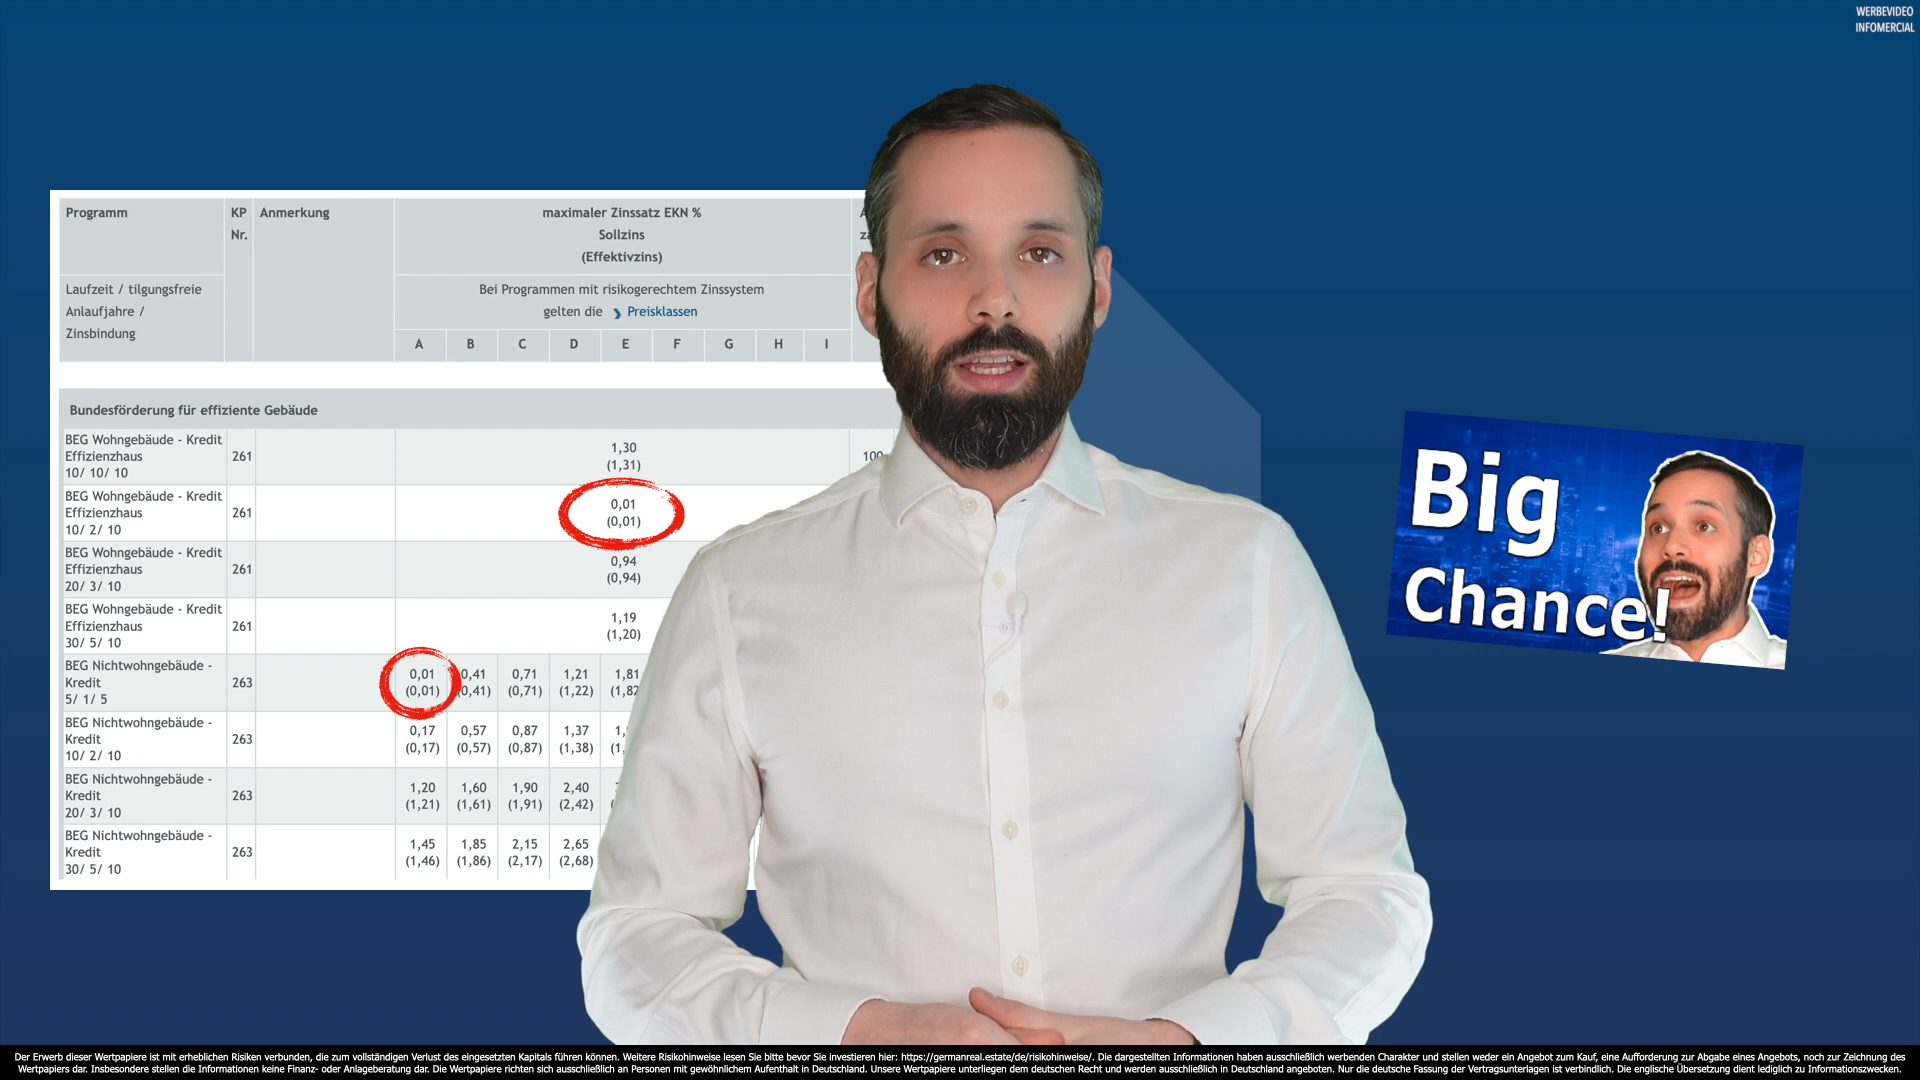 WERBEVIDEO
INFOMERCIAL
Programm
KP
Nr.
Anmerkung
maximaler Zinssatz EKN %
Sollzins
(Effektivzins)
Laufzeit / tilgungsfreie
Anlaufjahre /
Zinsbindung
Bei Programmen mit risikogerechtem Zinssystem
gelten die Preisklassen
A B C D E F G H I
Bundesförderung für effiziente Gebäude
BEG Wohngebäude - Kredit
Effizienzhaus
10/ 10/ 10
261
1,30
(1,31)
100
BEG Wohngebäude - Kredit
Effizienzhaus
10/ 2/ 10
261
0,01
(0,01)
BEG Wohngebäude - Kredit
Effizienzhaus
20/ 3/ 10
261
0,94
(0,94)
BEG Wohngebäude - Kredit
Effizienzhaus
30/ 5/ 10
261
1,19
(1,20)
BEG Nichtwohngebäude -
Kredit
5/ 1/ 5
263
0,01 0,41 0,71 1,21 1,81
(0,01) (0,41) (0,71) (1,22) (1,82
BEG Nichtwohngebäude -
Kredit
10/ 2/ 10
263
0,17 0,57 0,87 1,37
(0,17) (0,57) (0,87) (1,38)
BEG Nichtwohngebäude -
Kredit
20/ 3/ 10
263
1,20 1,60 1,90 2,40
(1,21) (1,61) (1,91) (2,42)
BEG Nichtwohngebäude -
Kredit
30/ 5/ 10
263
1,45 1,85 2,15 2,65
(1,46) (1,86) (2,17) (2,68)
Big
Chance!
Der Erwerb dieser Wertpapiere ist mit erheblichen Risiken verbunden, die zum vollständigen Verlust des eingesetzten Kapitals führen können. Weitere Risikohinweise lesen Sie bitte bevor Sie investieren hier: https://germanreal.estate/de/risikohinweise/. Die dargestellten Informationen haben ausschließlich werbenden Charakter und stellen weder ein Angebot zum Kauf, eine Aufforderung zur Abgabe eines Angebots, noch zur Zeichnung des
Wertpapiers dar. Insbesondere stellen die Informationen keine Finanz- oder Anlageberatung dar. Die Wertpapiere richten sich ausschließlich an Personen mit gewöhnlichem Aufenthalt in Deutschland. Unsere Wertpapiere unterliegen dem deutschen Recht und werden ausschließlich in Deutschland angeboten. Nur die deutsche Fassung der Vertragsunterlagen ist verbindlich. Die englische Übersetzung dient lediglich zu Informationszwecken.